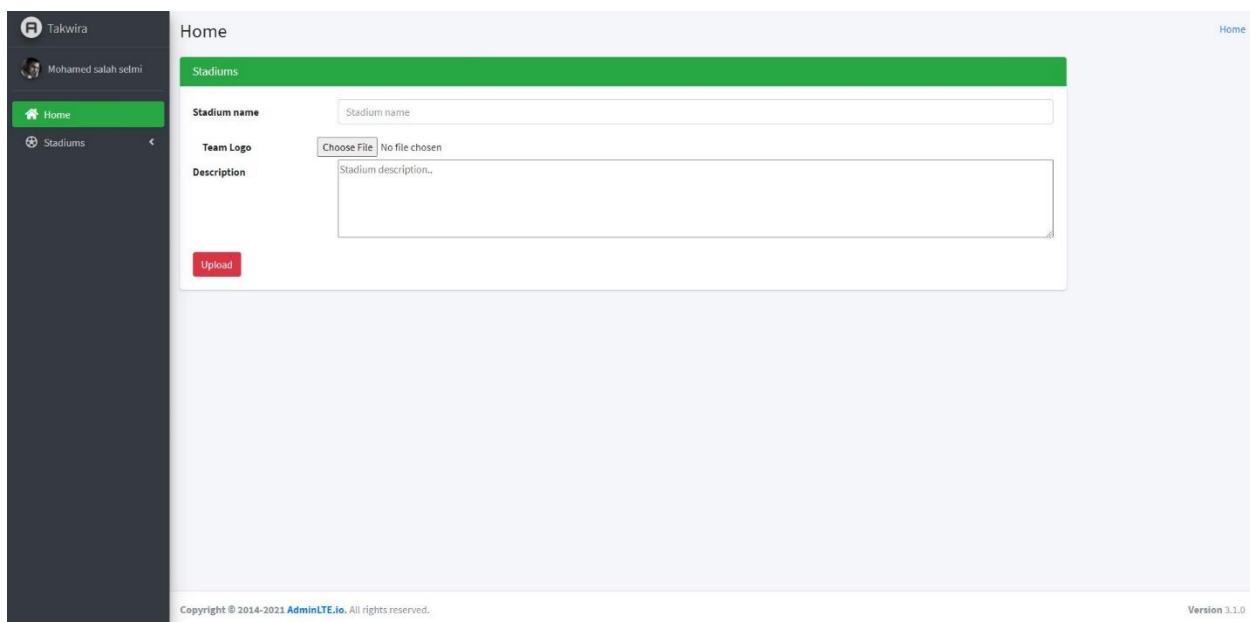 Takwira
Home
Home
Mohamed salah selmi
Stadiums
Home
Stadium name
Stadium name
Stadiums
Team Logo
Choose File No file chosen
Description
Stadium description..
Upload
Copyright © 2014-2021 AdminLTE.io. All rights reserved.
Version 3.1.0